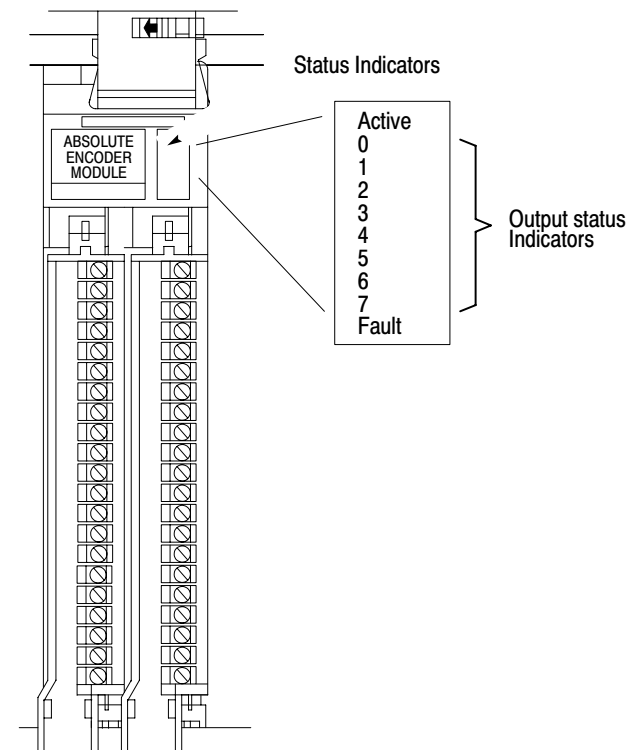 Status Indicators
ABSOLUTE
ENCODER
MODULE
Active
0
1
2
3
4
5
6
7
Fault
Output status
Indicators